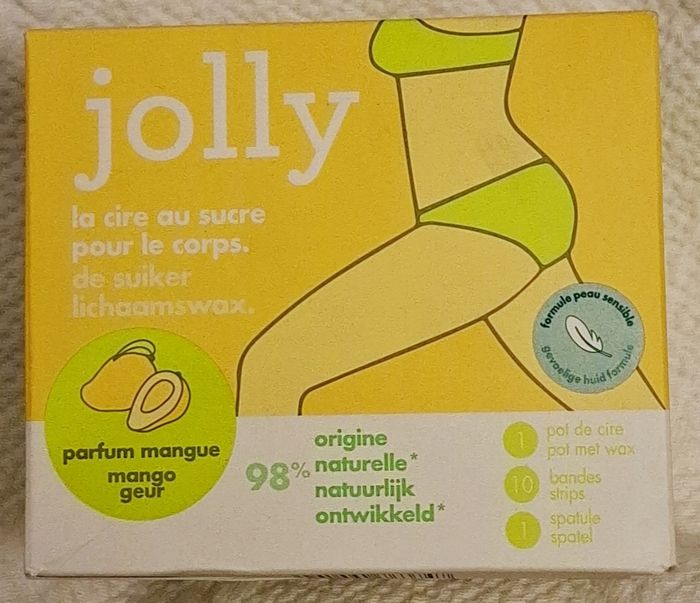 jolly
la cire au sucre
pour le corps.
de suiker
lichaamswax.
formule peau sensible
gevoelige huid formule
parfum mangue
mango
geur
98%
origine
naturelle*
natuurlijk
ontwikkeld*
1 pot de cire
pot met wax
10 bandes
strips
1 spatule
spatel